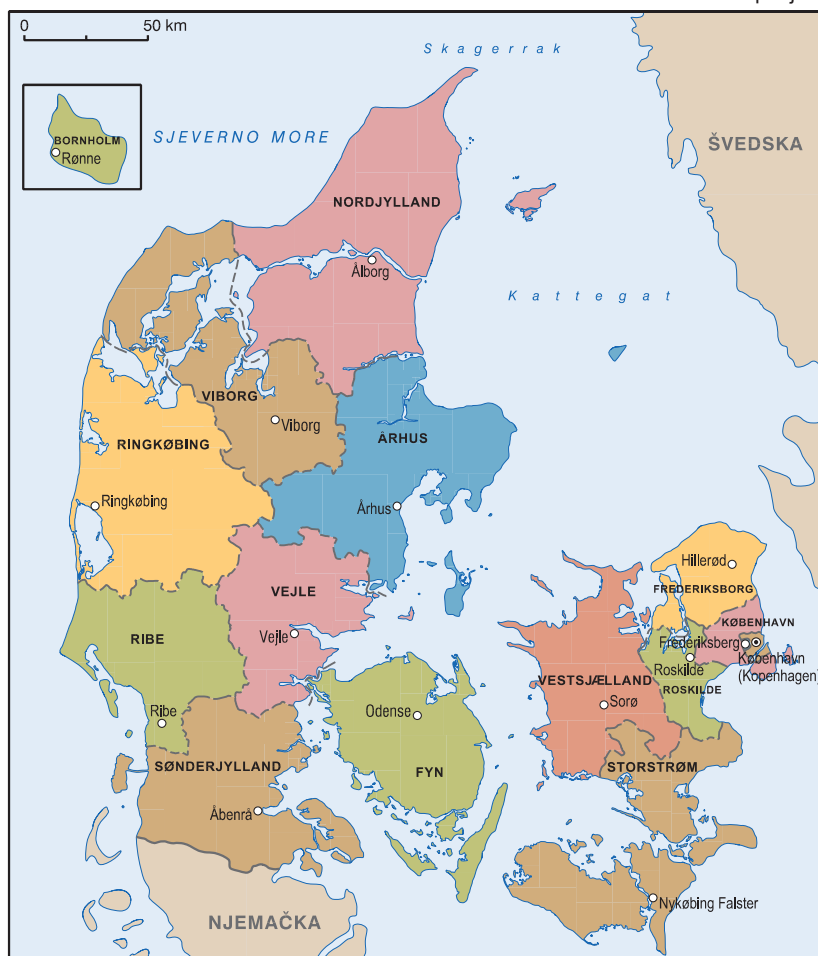 0 50 km
Skagerrak
BORNHOLM
Rønne
SJEVERNO MORE
ŠVEDSKA
NORDJYLLAND
Ålborg
Kattegat
VIBORG
Viborg
RINGKØBING
ÅRHUS
Ringkøbing
Århus
Hillerød
FREDERIKSBORG
VEJLE
KØBENHAVN
RIBE
Vejle
Frederiksberg
København
(Kopenhagen)
Roskilde
VESTSJÆLLAND
ROSKILDE
Sorø
Odense
Ribe
SØNDERJYLLAND
FYN
STORSTRØM
Åbenrå
Nykøbing Falster
NJEMAČKA